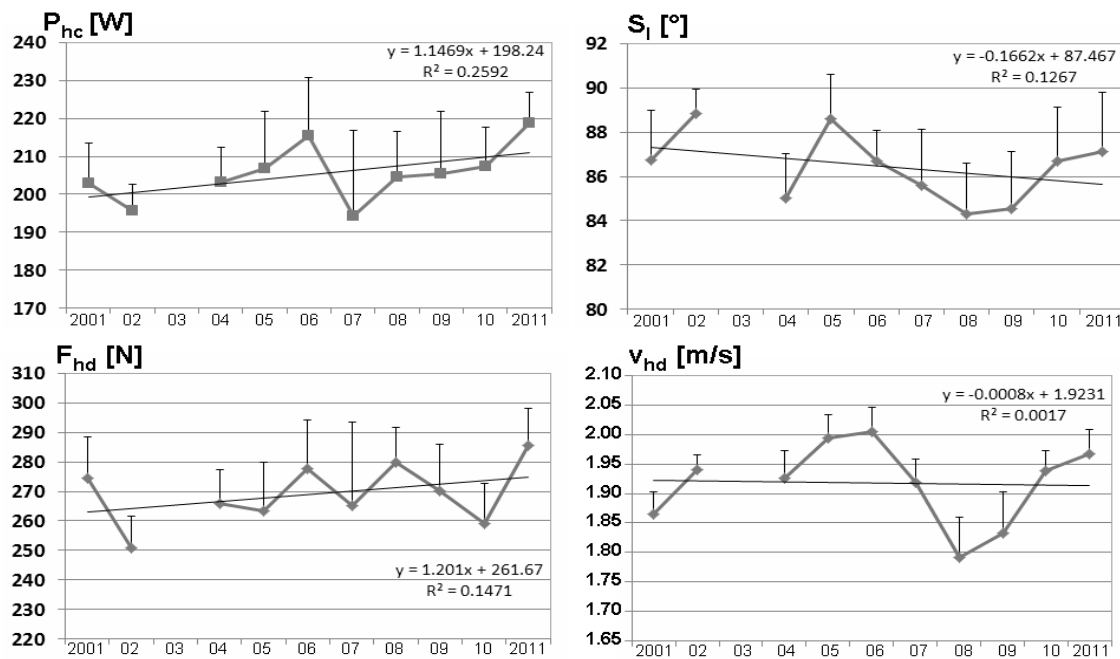 P_hc [W]
240
230
220
210
200
190
180
170
y = 1.1469x + 198.24
R² = 0.2592
2001 02 03 04 05 06 07 08 09 10 2011
S_l [°]
92
90
88
86
84
82
80
y = -0.1662x + 87.467
R² = 0.1267
2001 02 03 04 05 06 07 08 09 10 2011
F_hd [N]
310
300
290
280
270
260
250
240
230
220
y = 1.201x + 261.67
R² = 0.1471
2001 02 03 04 05 06 07 08 09 10 2011
v_hd [m/s]
2.10
2.05
2.00
1.95
1.90
1.85
1.80
1.75
1.70
1.65
y = -0.0008x + 1.9231
R² = 0.0017
2001 02 03 04 05 06 07 08 09 10 2011